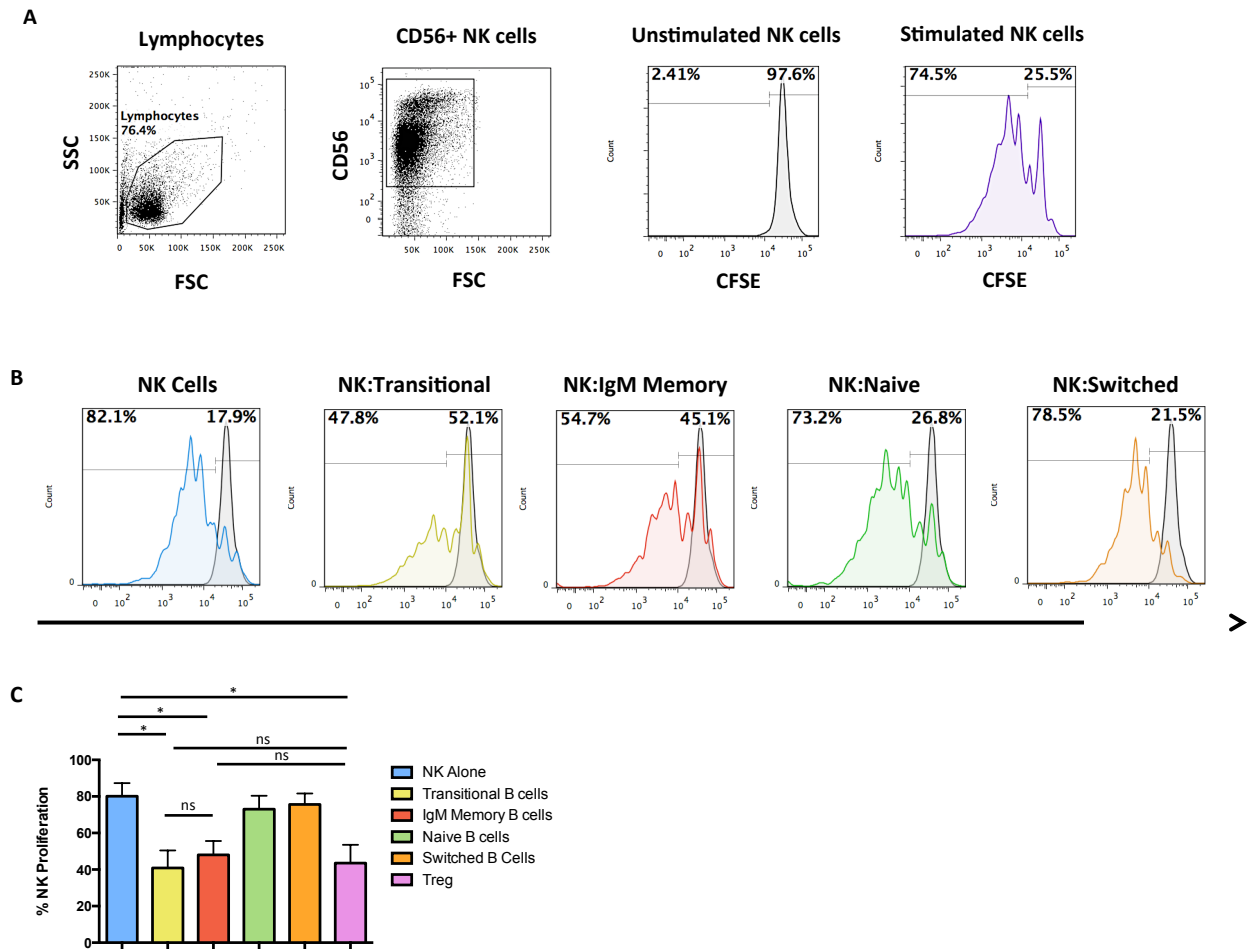 A
Lymphocytes
CD56+ NK cells
Unstimulated NK cells
Stimulated NK cells
250K
200K
150K
100K
50K
0
SSC
Lymphocytes
76.4%
0 50K 100K 150K 200K 250K
FSC
10^5
10^4
10^3
10^2
0
CD56
50K 100K 150K 200K 250K
FSC
2.41% 97.6%
Count
0 10^2 10^3 10^4 10^5
CFSE
74.5% 25.5%
Count
0 10^3 10^4 10^5
CFSE
B
NK Cells
NK:Transitional
NK:IgM Memory
NK:Naive
NK:Switched
82.1% 17.9%
Count
0
0 10^2 10^3 10^4 10^5
47.8% 52.1%
Count
0
0 10^2 10^3 10^4 10^5
54.7% 45.1%
Count
0
0 10^2 10^3 10^4 10^5
73.2% 26.8%
Count
0
0 10^2 10^3 10^4 10^5
78.5% 21.5%
Count
0
0 10^2 10^3 10^4 10^5
C
*
*
*
ns
ns
ns
100
80
60
40
20
0
% NK Proliferation
NK Alone
Transitional B cells
IgM Memory B cells
Naive B cells
Switched B Cells
Treg